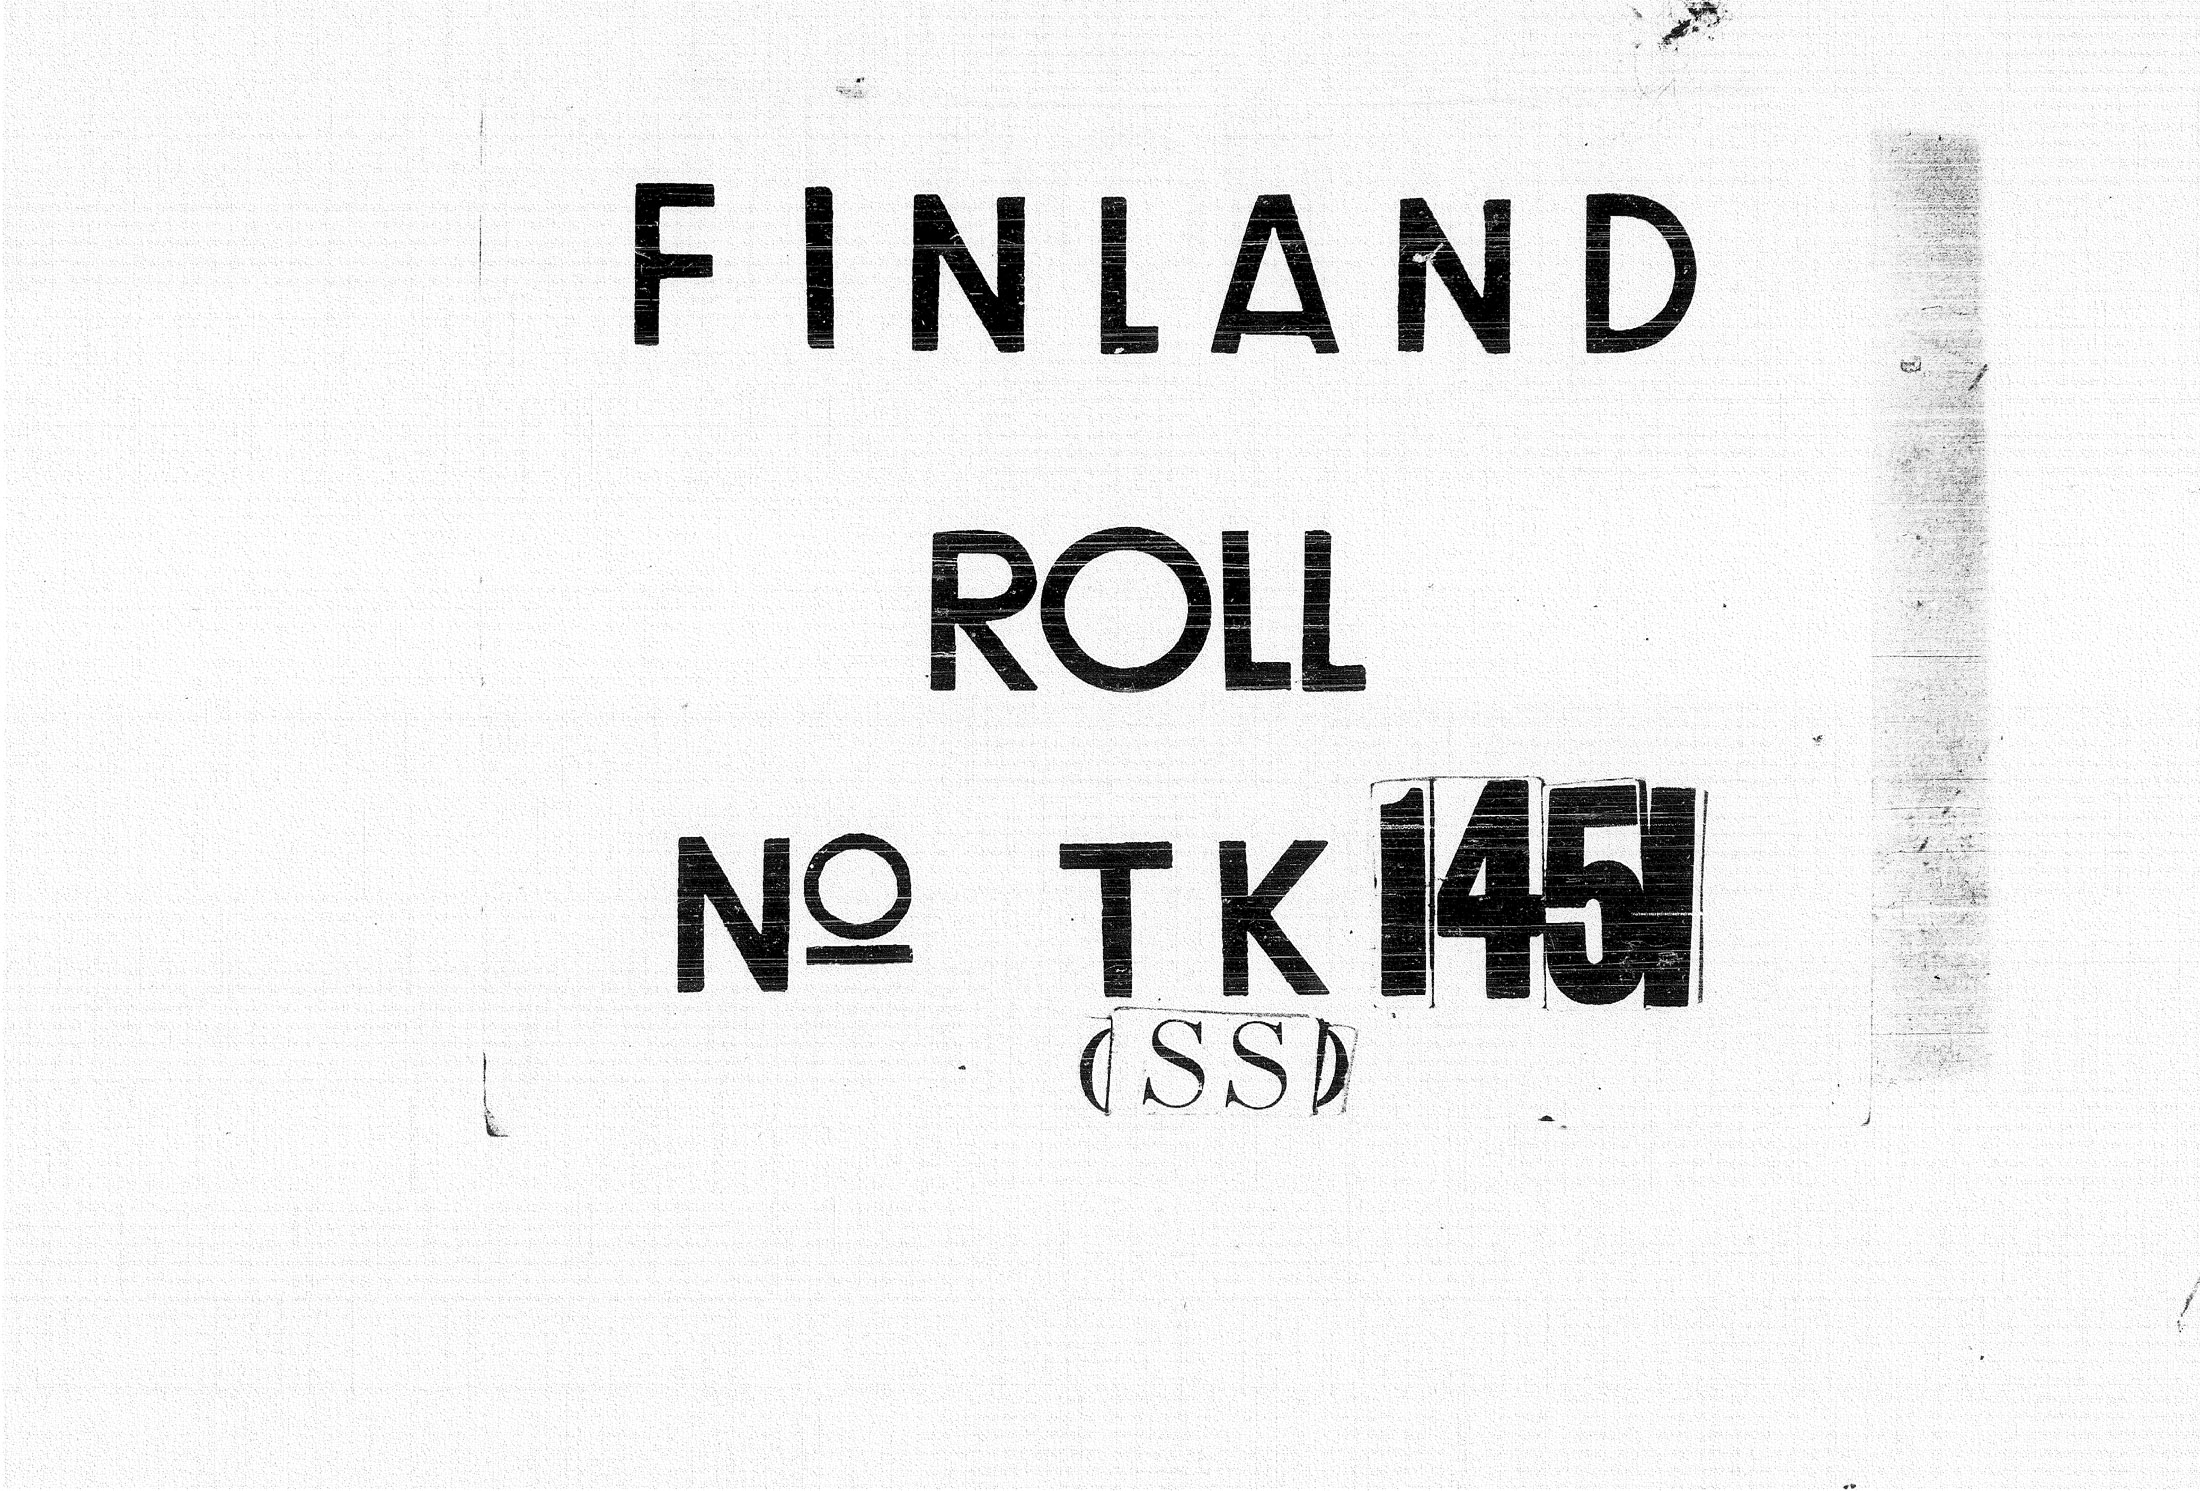 FINLAND
ROLL
Nº TK 1451
(SS)